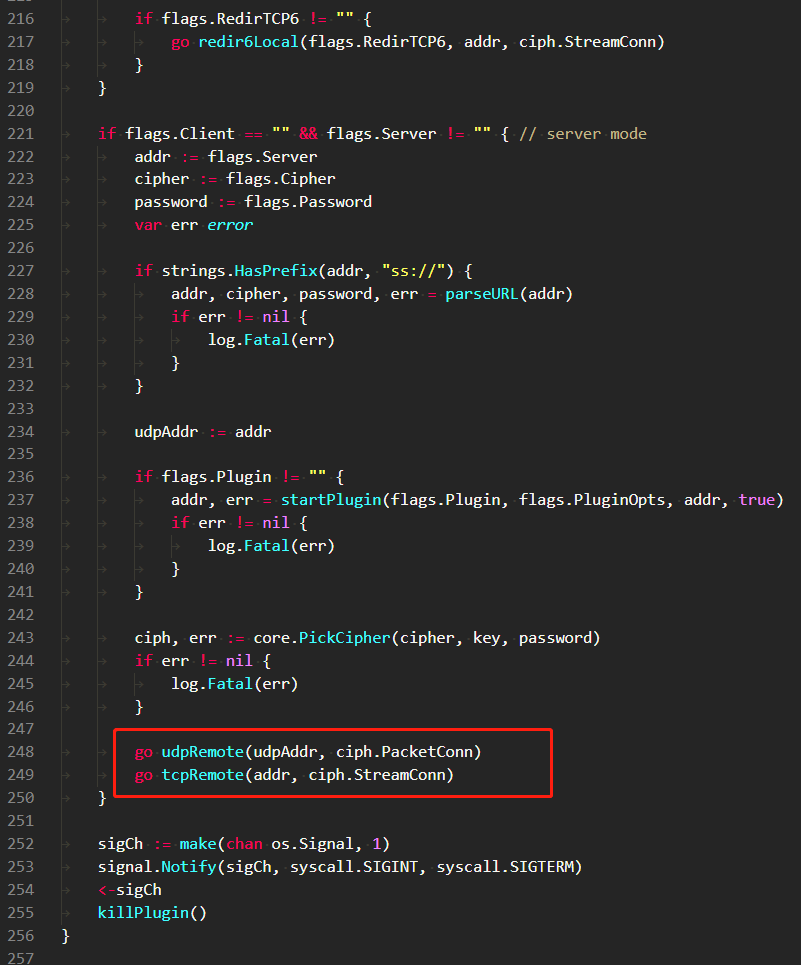 216 if flags.RedirTCP6 != "" {
217 go redir6Local(flags.RedirTCP6, addr, ciph.StreamConn)
218 }
219 }
220
221 if flags.Client == "" && flags.Server != "" { // server mode
222 addr := flags.Server
223 cipher := flags.Cipher
224 password := flags.Password
225 var err error
226
227 if strings.HasPrefix(addr, "ss://") {
228 addr, cipher, password, err = parseURL(addr)
229 if err != nil {
230 log.Fatal(err)
231 }
232 }
233
234 udpAddr := addr
235
236 if flags.Plugin != "" {
237 addr, err = startPlugin(flags.Plugin, flags.PluginOpts, addr, true)
238 if err != nil {
239 log.Fatal(err)
240 }
241 }
242
243 ciph, err := core.PickCipher(cipher, key, password)
244 if err != nil {
245 log.Fatal(err)
246 }
247
248 go udpRemote(udpAddr, ciph.PacketConn)
249 go tcpRemote(addr, ciph.StreamConn)
250 }
251
252 sigCh := make(chan os.Signal, 1)
253 signal.Notify(sigCh, syscall.SIGINT, syscall.SIGTERM)
254 <-sigCh
255 killPlugin()
256 }
257